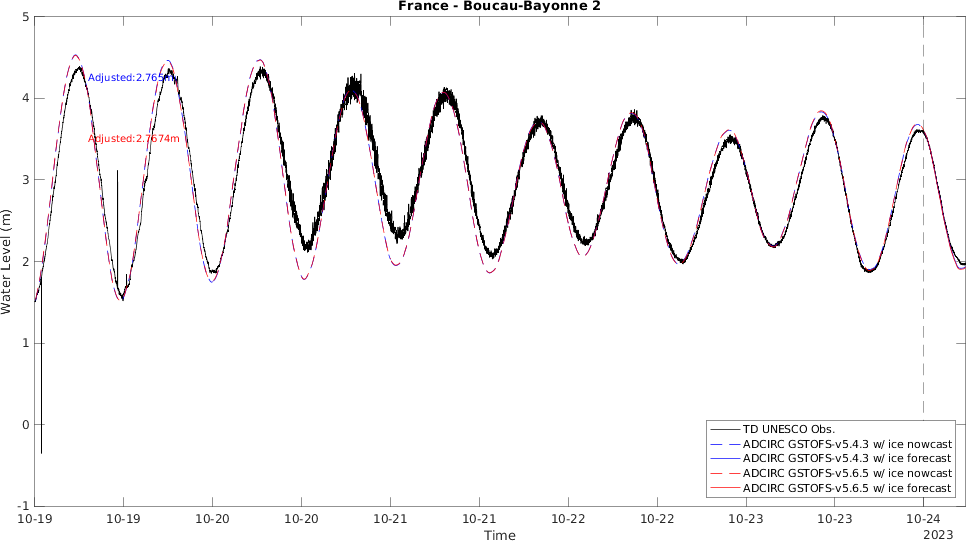 France - Boucau-Bayonne 2
5
4
3
2
1
0
-1
Water Level (m)
Adjusted:2.765m
Adjusted:2.7674m
TD UNESCO Obs.
ADCIRC GSTOFS-v5.4.3 w/ ice nowcast
ADCIRC GSTOFS-v5.4.3 w/ ice forecast
ADCIRC GSTOFS-v5.6.5 w/ ice nowcast
ADCIRC GSTOFS-v5.6.5 w/ ice forecast
10-19 10-19 10-20 10-20 10-21 10-21 10-22 10-22 10-23 10-23 10-24
2023
Time